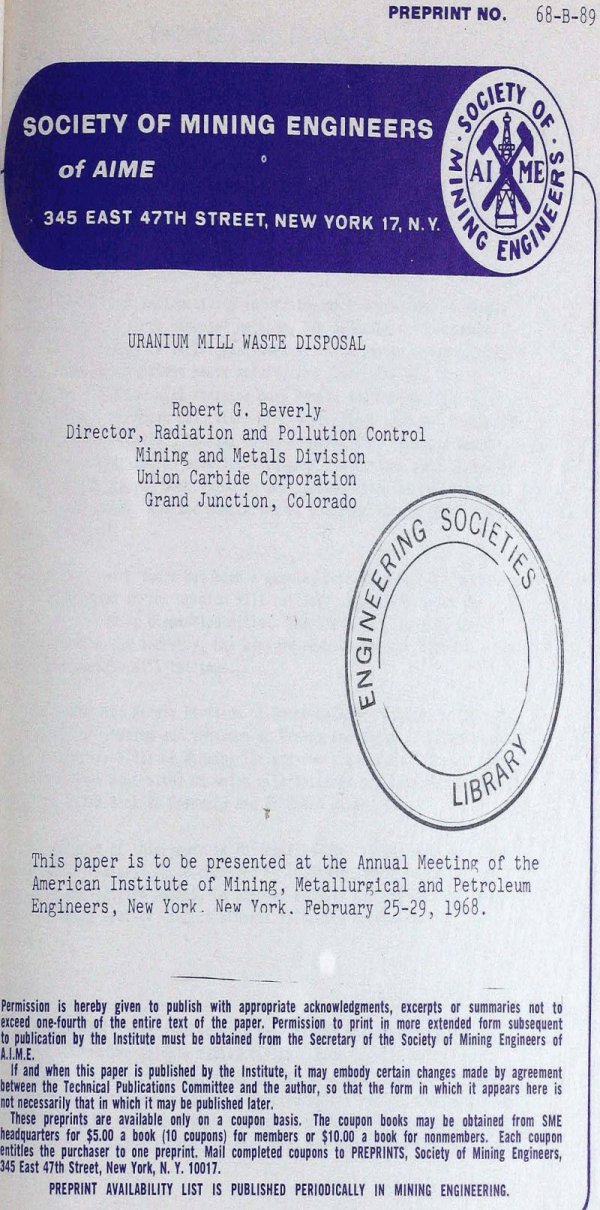 PREPRINT NO. 68-B-89
SOCIETY OF MINING ENGINEERS
of AIME
345 EAST 47TH STREET, NEW YORK 17, N.Y.
SOCIETY OF MINING ENGINEERS
AI ME
URANIUM MILL WASTE DISPOSAL
Robert G. Beverly
Director, Radiation and Pollution Control
Mining and Metals Division
Union Carbide Corporation
Grand Junction, Colorado
ENGINEERING SOCIETIES
LIBRARY
This paper is to be presented at the Annual Meeting of the
American Institute of Mining, Metallurgical and Petroleum
Engineers, New York. New York. February 25-29, 1968.
Permission is hereby given to publish with appropriate acknowledgments, excerpts or summaries not to
exceed one-fourth of the entire text of the paper. Permission to print in more extended form subsequent
to publication by the Institute must be obtained from the Secretary of the Society of Mining Engineers of
A.I.M.E.
If and when this paper is published by the Institute, it may embody certain changes made by agreement
between the Technical Publications Committee and the author, so that the form in which it appears here is
not necessarily that in which it may be published later.
These preprints are available only on a coupon basis. The coupon books may be obtained from SME
headquarters for $5.00 a book (10 coupons) for members or $10.00 a book for nonmembers. Each coupon
entitles the purchaser to one preprint. Mail completed coupons to PREPRINTS, Society of Mining Engineers,
345 East 47th Street, New York, N. Y. 10017.
PREPRINT AVAILABILITY LIST IS PUBLISHED PERIODICALLY IN MINING ENGINEERING.